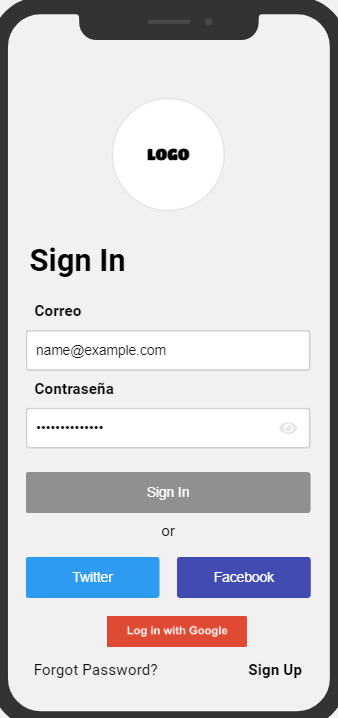 LOGO
Sign In
Correo
name@example.com
Contraseña
••••••••••••••
Sign In
or
Twitter Facebook
Log in with Google
Forgot Password? Sign Up